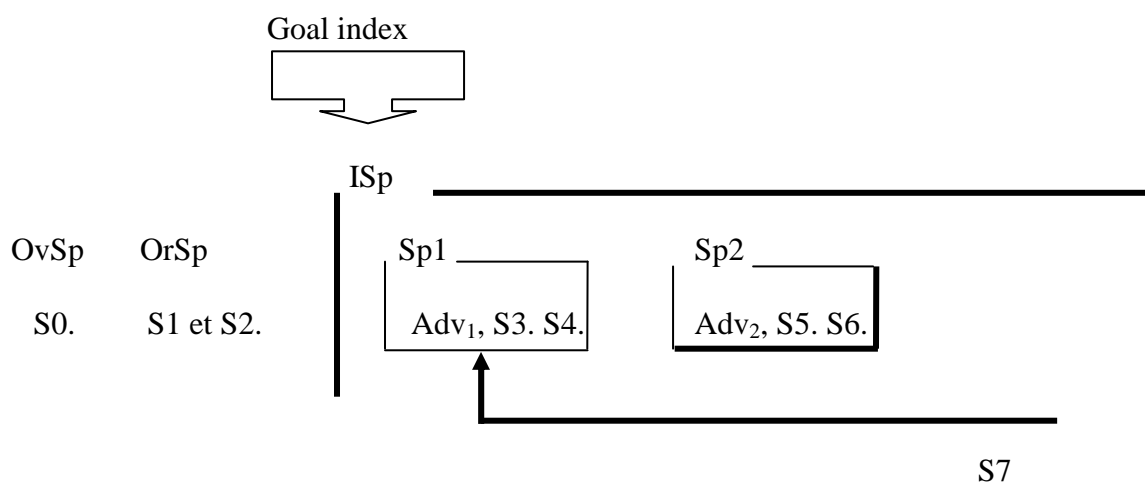 Goal index
ISp
OvSp OrSp Sp1 Sp2
S0. S1 et S2. Adv₁, S3. S4. Adv₂, S5. S6.
S7